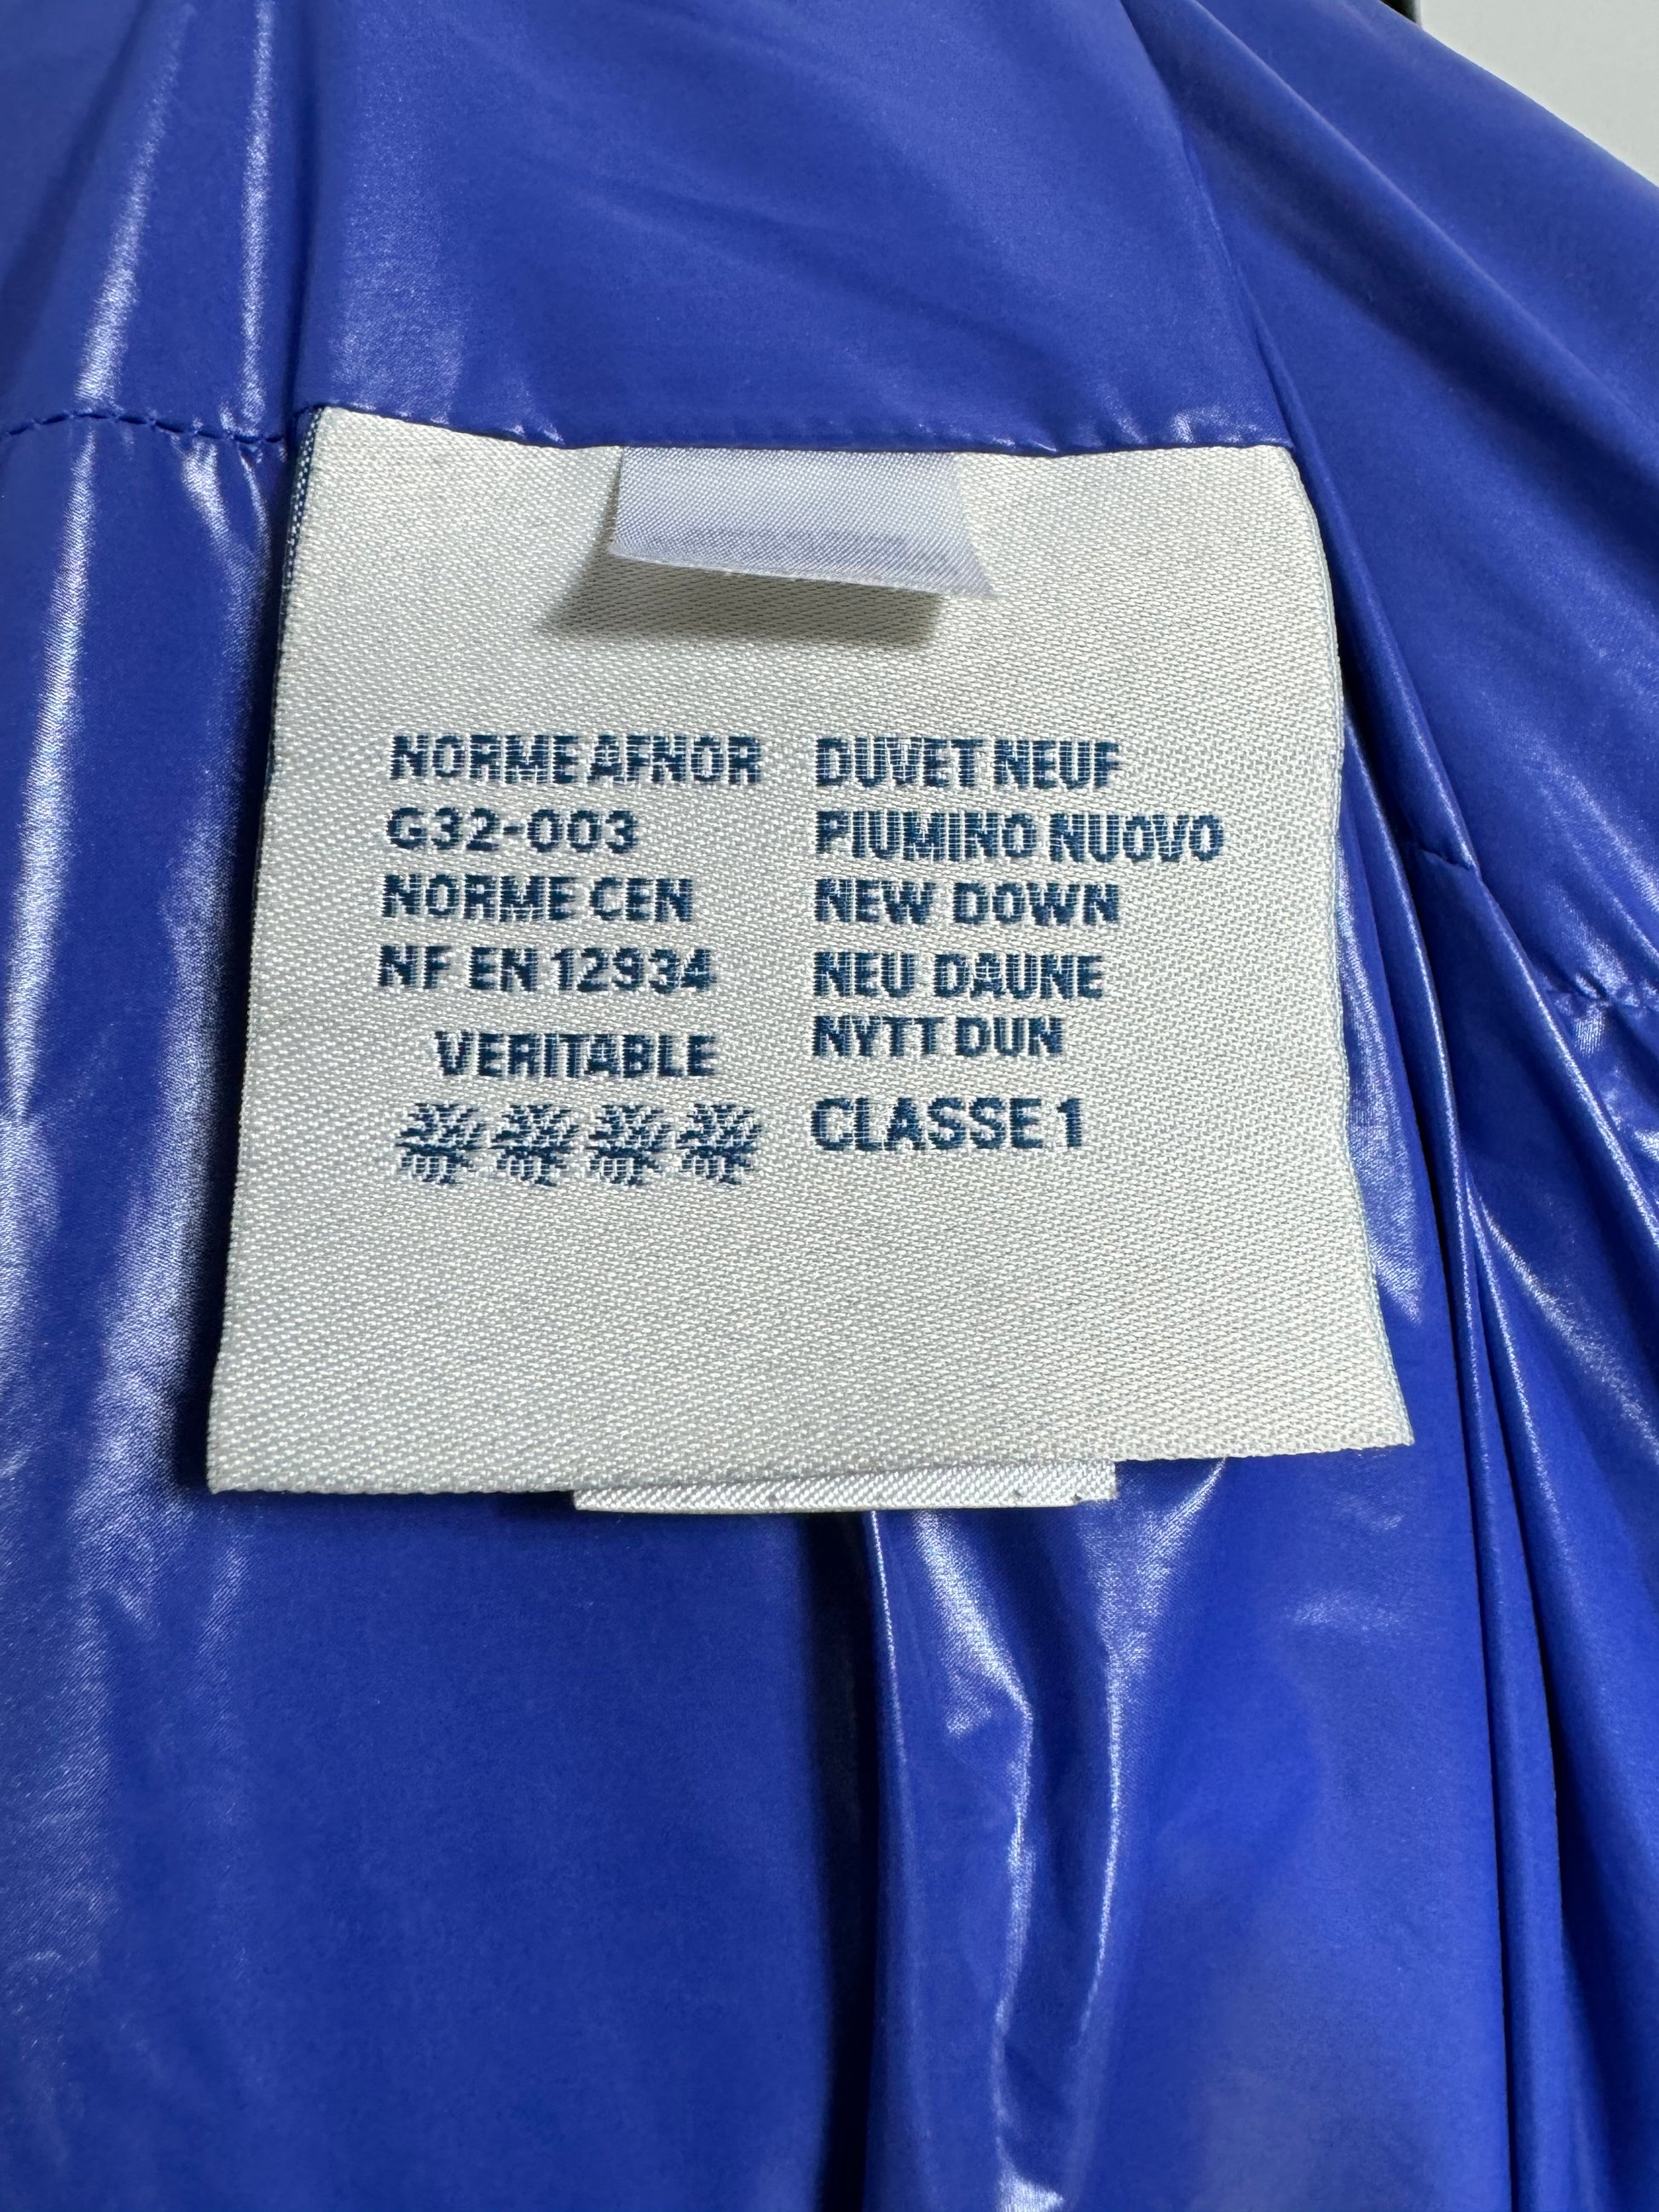 NORME AFNOR
G32-003
NORME CEN
NF EN 12934
VERITABLE
DUVET NEUF
PIUMINO NUOVO
NEW DOWN
NEU DAUNE
NYTT DUN
CLASSE 1